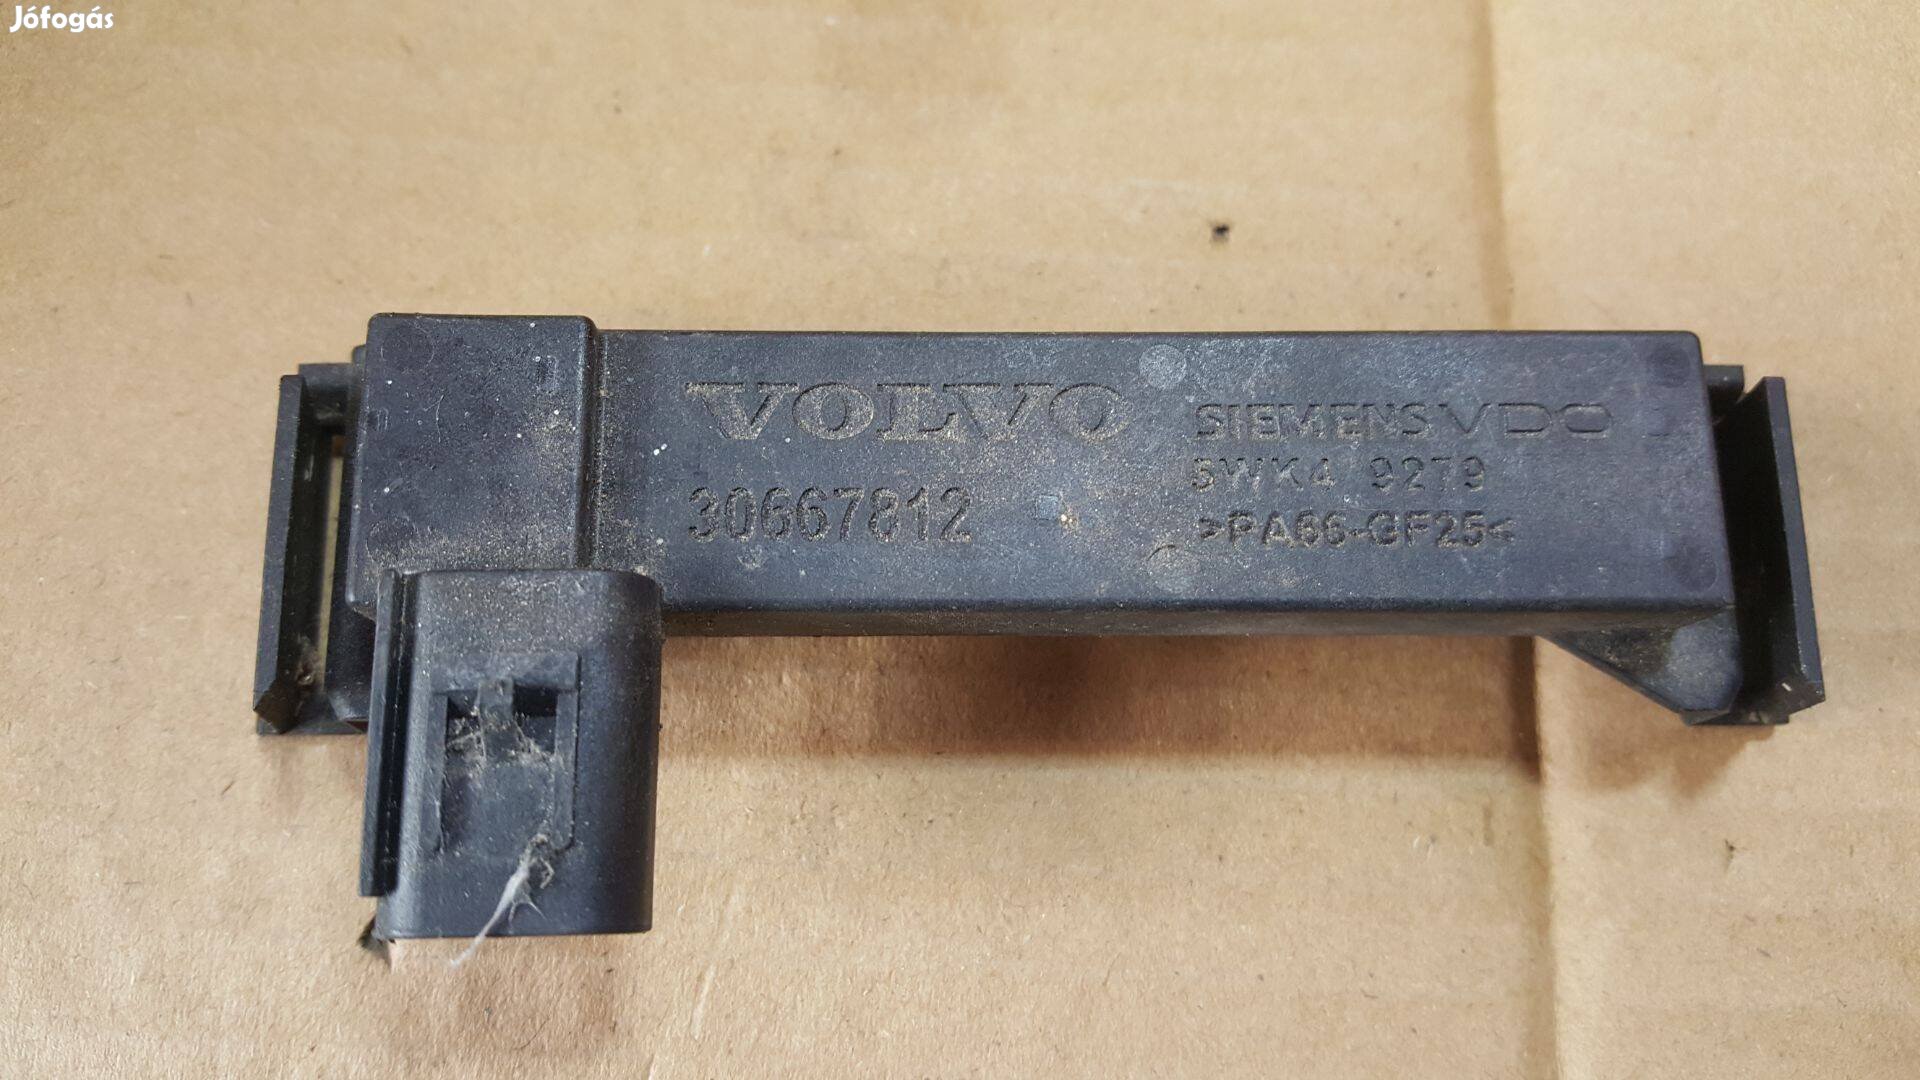 Jófogás
VOLVO
30667812
SIEMENS VDO
5WK4 9279
>PA66-GF25<